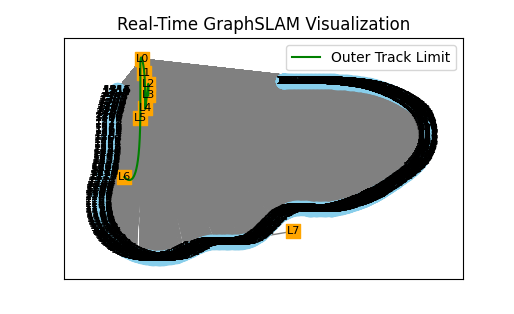 Real-Time GraphSLAM Visualization
Outer Track Limit
L0
L1
L2
L3
L4
L5
L6
L7